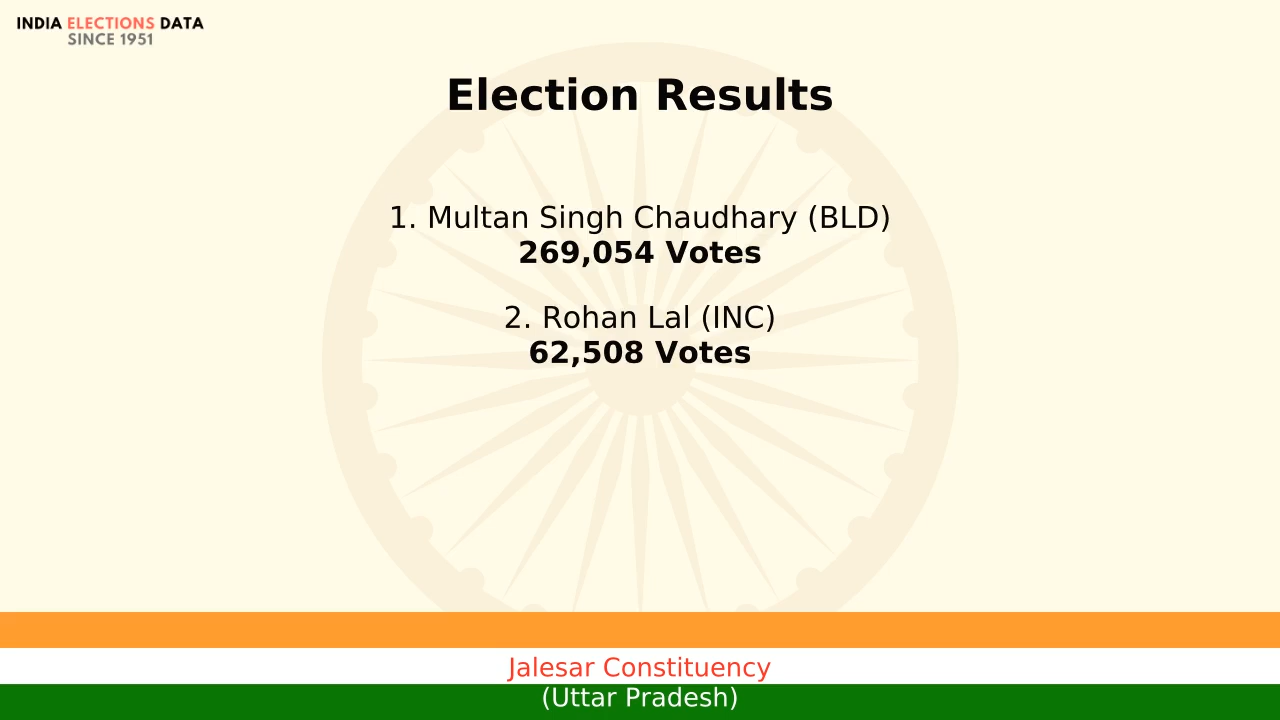 INDIA ELECTIONS DATA
SINCE 1951
Election Results
1. Multan Singh Chaudhary (BLD)
269,054 Votes
2. Rohan Lal (INC)
62,508 Votes
Jalesar Constituency
(Uttar Pradesh)